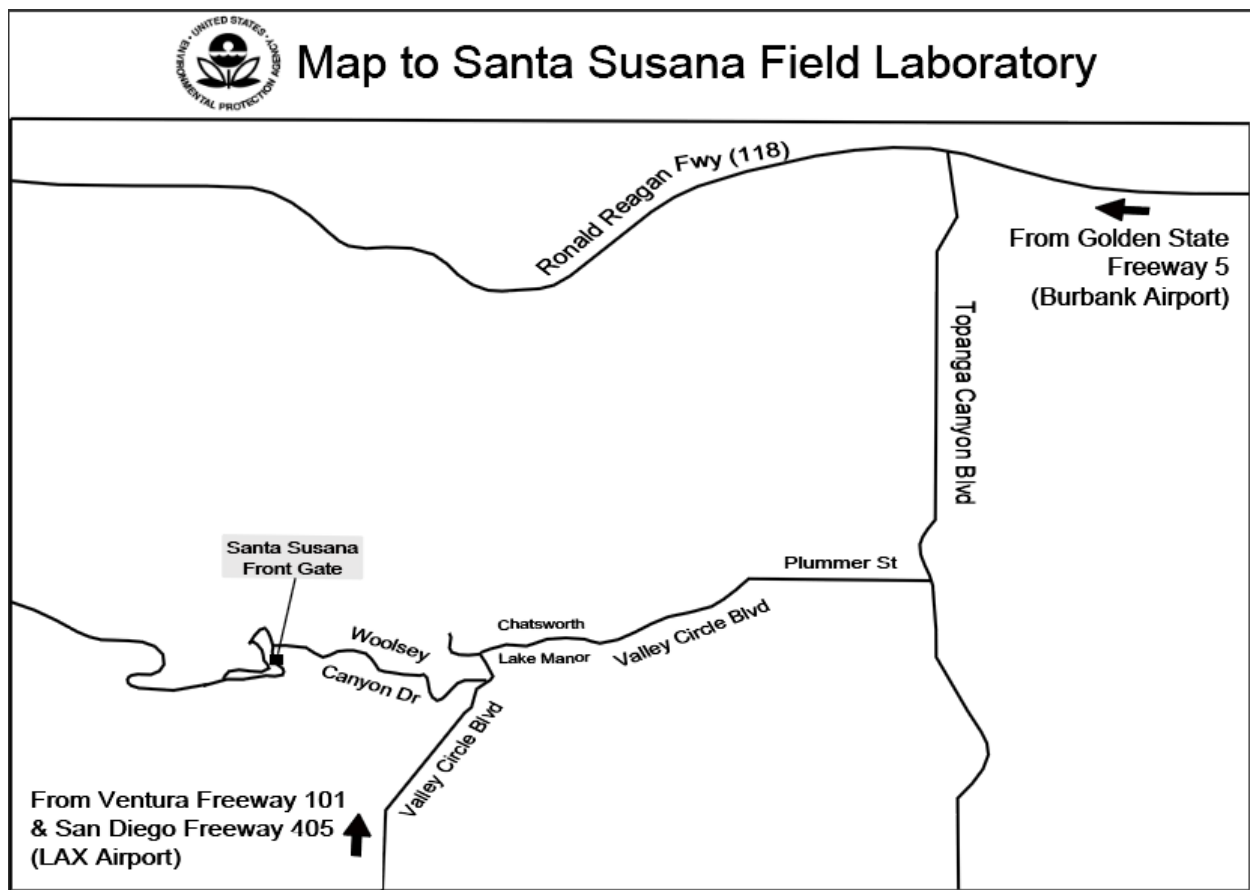 UNITED STATES
ENVIRONMENTAL PROTECTION AGENCY
Map to Santa Susana Field Laboratory
Ronald Reagan Fwy (118)
From Golden State
Freeway 5
(Burbank Airport)
Topanga Canyon Blvd
Santa Susana
Front Gate
Plummer St
Woolsey
Canyon Dr
Chatsworth
Lake Manor
Valley Circle Blvd
Valley Circle Blvd
From Ventura Freeway 101
& San Diego Freeway 405
(LAX Airport)